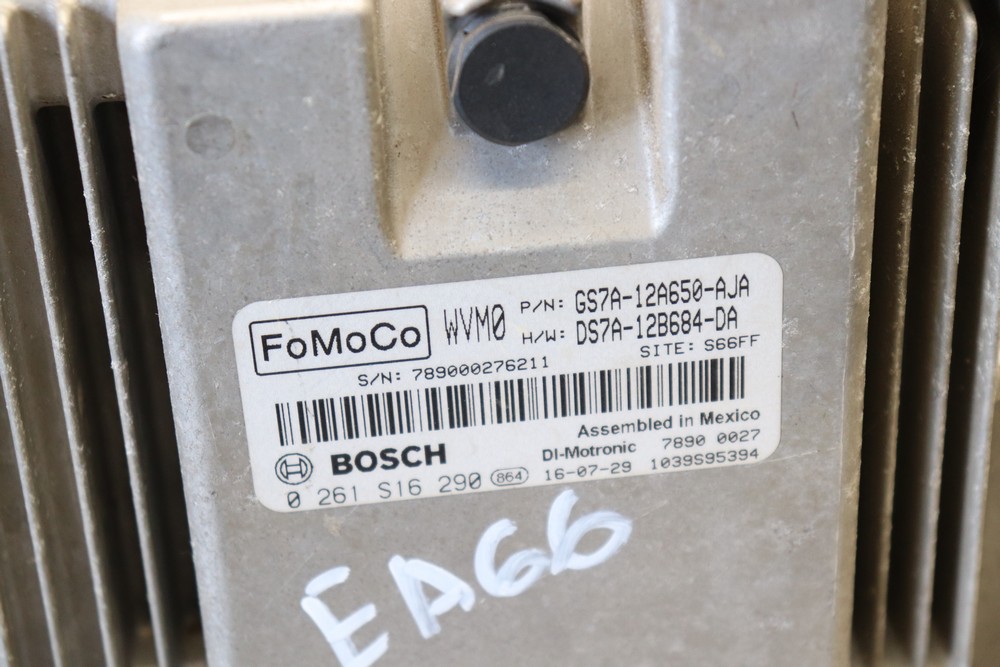 FoMoCo WVM0 P/N: GS7A-12A650-AJA
H/W: DS7A-12B684-DA
S/N: 789000276211 SITE: S66FF
Assembled in Mexico
BOSCH DI-Motronic 7890 0027
0 261 S16 290 864 16-07-29 1039S95394
EA66